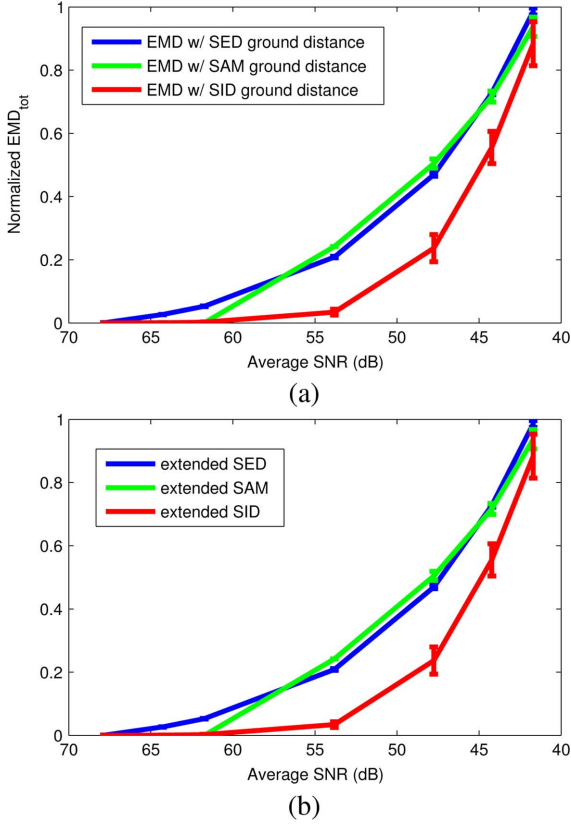 1
0.8
0.6
0.4
0.2
0
Normalized EMD_tot
EMD w/ SED ground distance
EMD w/ SAM ground distance
EMD w/ SID ground distance
70 65 60 55 50 45 40
Average SNR (dB)
(a)
1
0.8
0.6
0.4
0.2
0
extended SED
extended SAM
extended SID
70 65 60 55 50 45 40
Average SNR (dB)
(b)